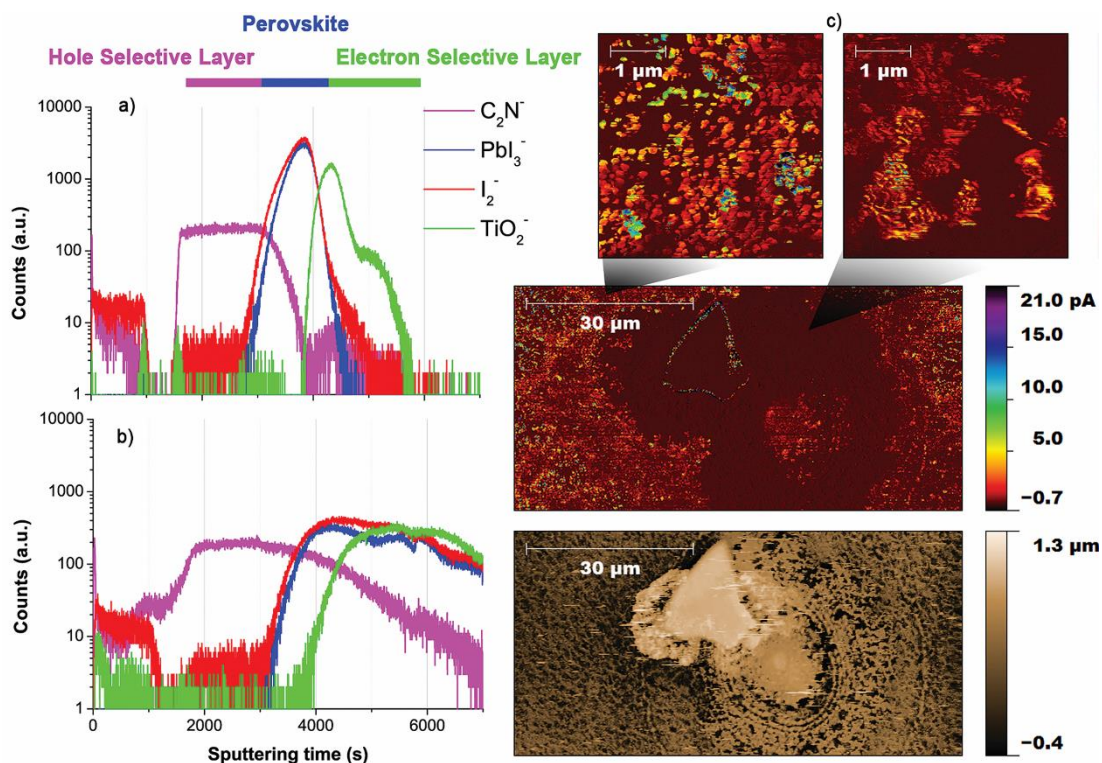 Perovskite
Hole Selective Layer
Electron Selective Layer
a)
10000
1000
100
10
1
Counts (a.u.)
C₂N⁻
PbI₃⁻
I₂⁻
TiO₂⁻
b)
10000
1000
100
10
1
Counts (a.u.)
0 2000 4000 6000
Sputtering time (s)
c)
1 µm
1 µm
30 µm
21.0 pA
15.0
10.0
5.0
−0.7
30 µm
1.3 µm
−0.4